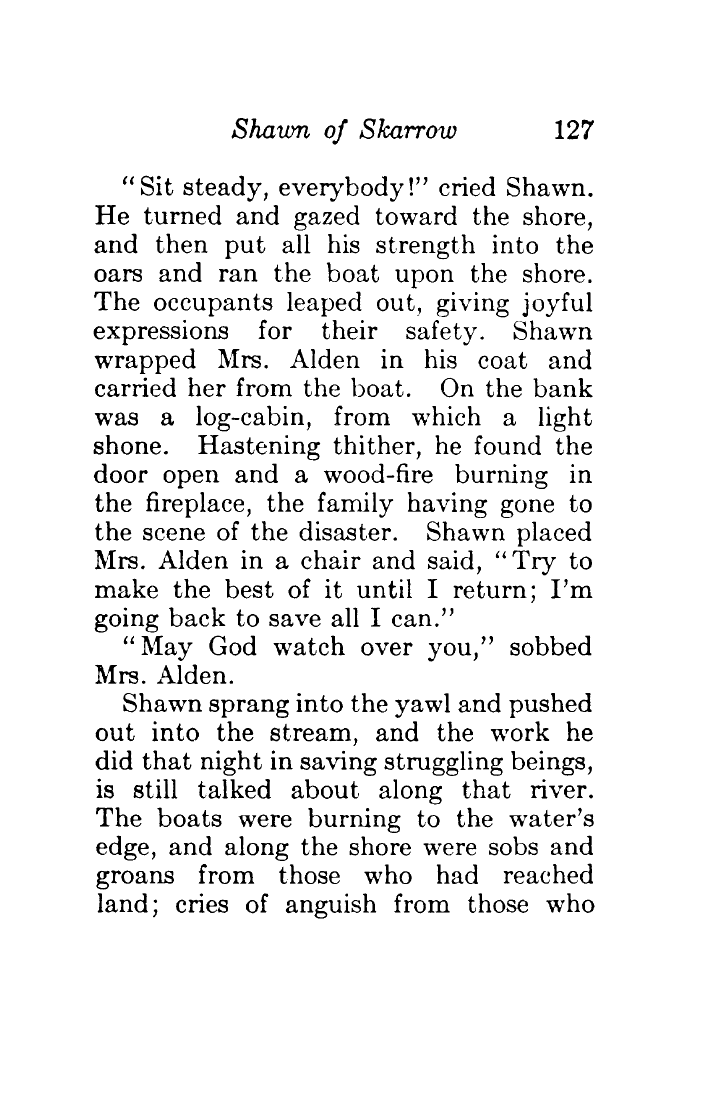 Shawn of Skarrow 127
"Sit steady, everybody!" cried Shawn.
He turned and gazed toward the shore,
and then put all his strength into the
oars and ran the boat upon the shore.
The occupants leaped out, giving joyful
expressions for their safety. Shawn
wrapped Mrs. Alden in his coat and
carried her from the boat. On the bank
was a log-cabin, from which a light
shone. Hastening thither, he found the
door open and a wood-fire burning in
the fireplace, the family having gone to
the scene of the disaster. Shawn placed
Mrs. Alden in a chair and said, "Try to
make the best of it until I return; I'm
going back to save all I can."
"May God watch over you," sobbed
Mrs. Alden.
Shawn sprang into the yawl and pushed
out into the stream, and the work he
did that night in saving struggling beings,
is still talked about along that river.
The boats were burning to the water's
edge, and along the shore were sobs and
groans from those who had reached
land; cries of anguish from those who